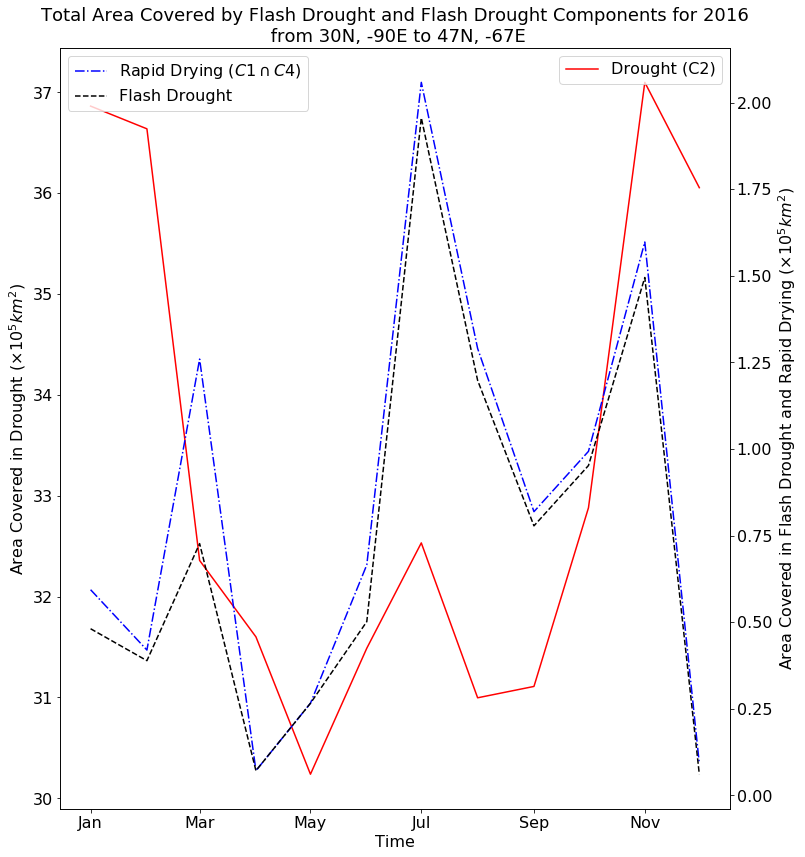 Total Area Covered by Flash Drought and Flash Drought Components for 2016
from 30N, -90E to 47N, -67E
Rapid Drying (C1 ∩ C4)
Flash Drought
Drought (C2)
37
36
35
34
33
32
31
30
Area Covered in Drought (×10⁵km²)
2.00
1.75
1.50
1.25
1.00
0.75
0.50
0.25
0.00
Area Covered in Flash Drought and Rapid Drying (×10⁵km²)
Jan Mar May Jul Sep Nov
Time